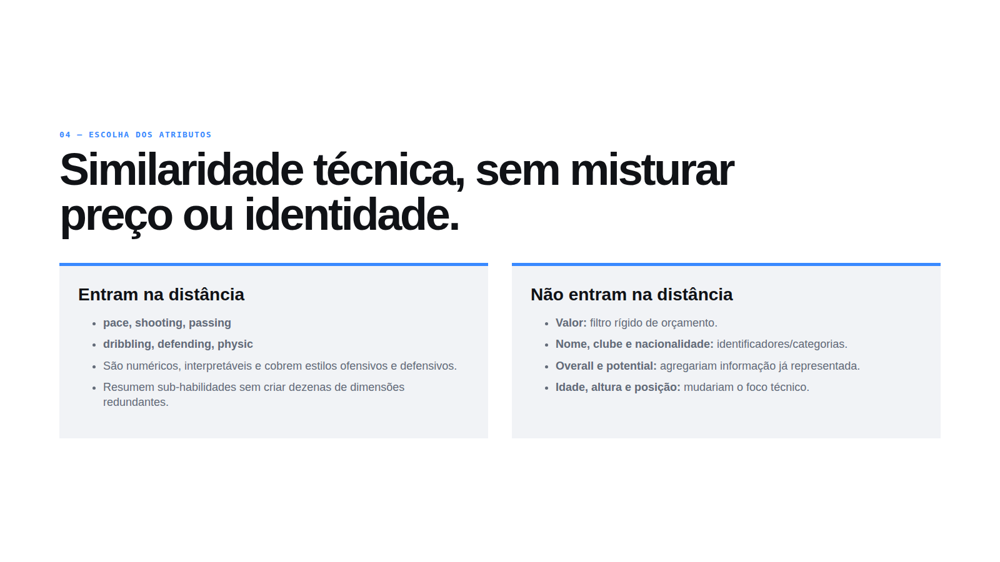 04 — ESCOLHA DOS ATRIBUTOS
Similaridade técnica, sem misturar
preço ou identidade.
Entram na distância
• pace, shooting, passing
• dribbling, defending, physic
• São numéricos, interpretáveis e cobrem estilos ofensivos e defensivos.
• Resumem sub-habilidades sem criar dezenas de dimensões
redundantes.
Não entram na distância
• Valor: filtro rígido de orçamento.
• Nome, clube e nacionalidade: identificadores/categorias.
• Overall e potential: agregariam informação já representada.
• Idade, altura e posição: mudariam o foco técnico.